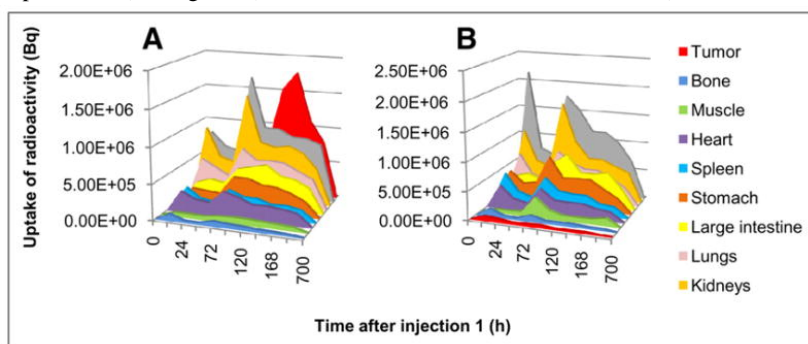 A
B
Uptake of radioactivity (Bq)
2.00E+06
1.50E+06
1.00E+06
5.00E+05
0.00E+00
0
24
72
120
168
700
2.50E+06
2.00E+06
1.50E+06
1.00E+06
5.00E+05
0.00E+00
0
24
72
120
168
700
Tumor
Bone
Muscle
Heart
Spleen
Stomach
Large intestine
Lungs
Kidneys
Time after injection 1 (h)